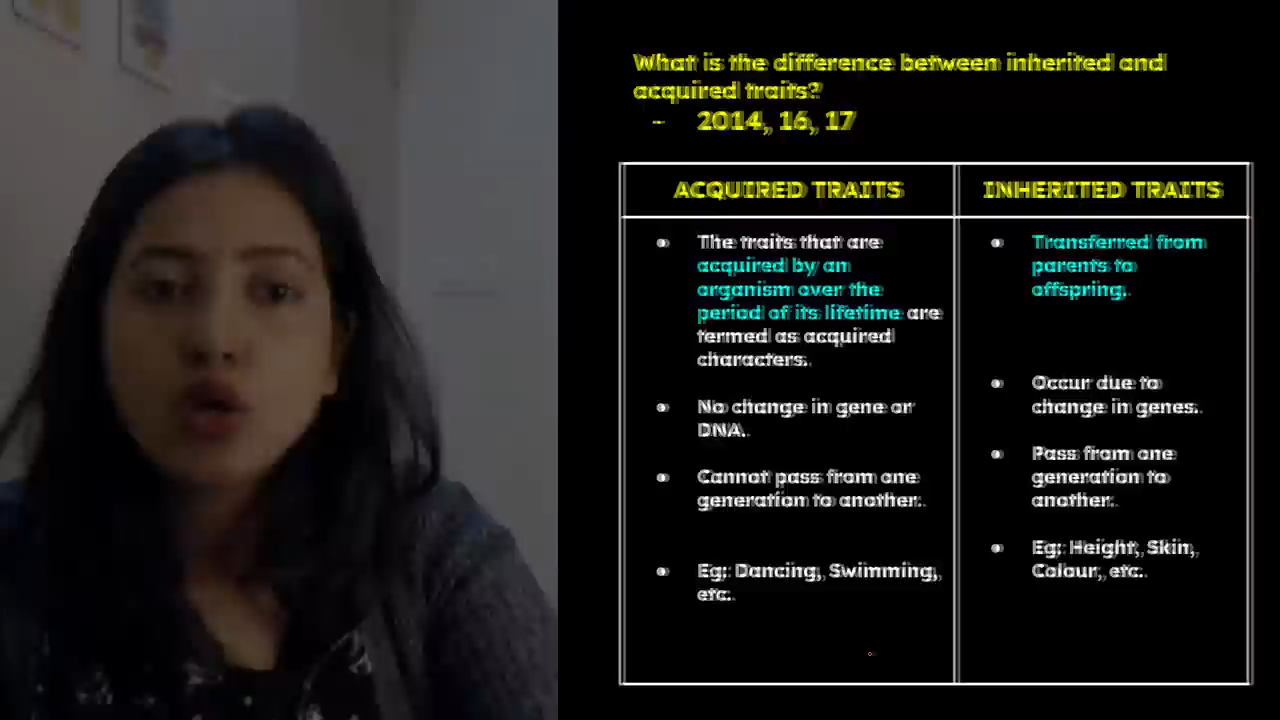 What is the difference between inherited and
acquired traits?
- 2014, 16, 17
ACQUIRED TRAITS
• The traits that are
acquired by an
organism over the
period of its lifetime are
termed as acquired
characters.
• No change in gene or
DNA.
• Cannot pass from one
generation to another.
• Eg: Dancing, Swimming,
etc.
INHERITED TRAITS
• Transferred from
parents to
offspring.
• Occur due to
change in genes.
• Pass from one
generation to
another.
• Eg: Height, Skin,
Colour, etc.